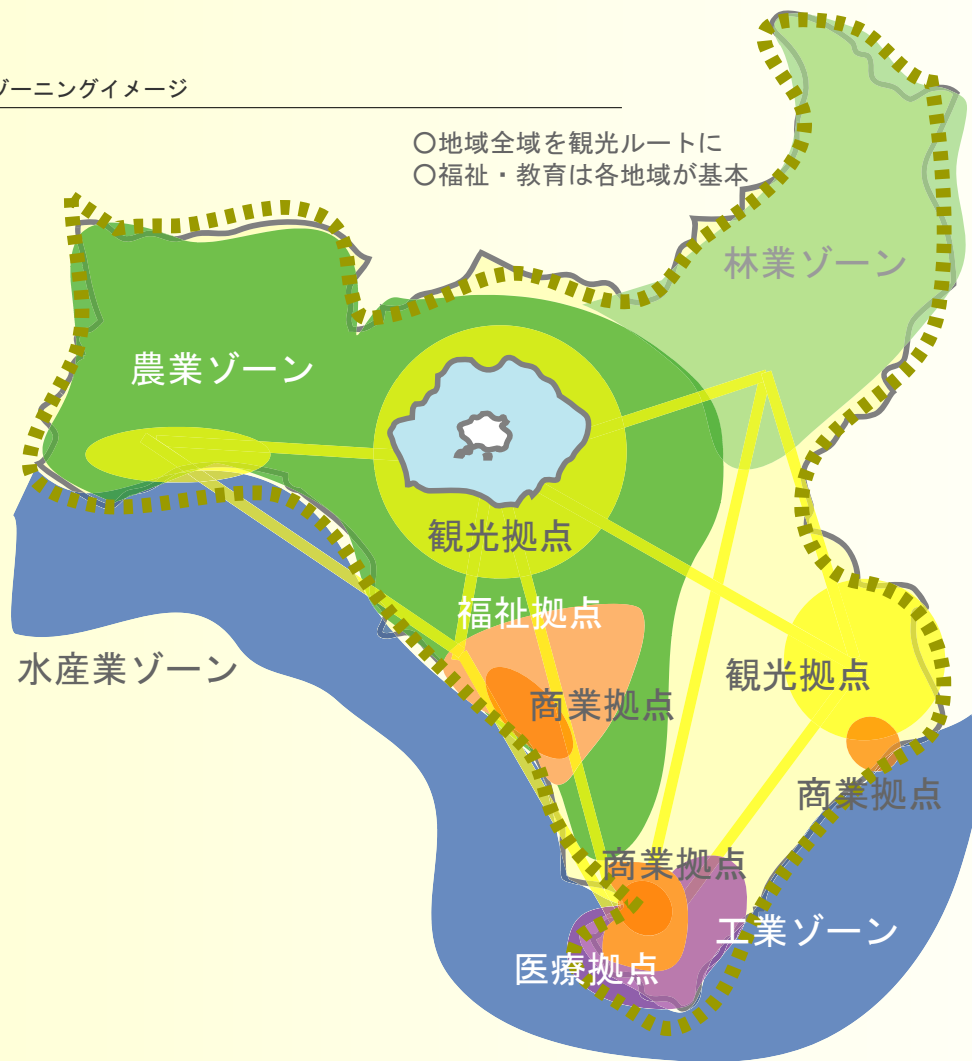 ゾーニングイメージ
〇地域全域を観光ルートに
〇福祉・教育は各地域が基本
林業ゾーン
農業ゾーン
観光拠点
福祉拠点
水産業ゾーン
観光拠点
商業拠点
商業拠点
商業拠点
工業ゾーン
医療拠点